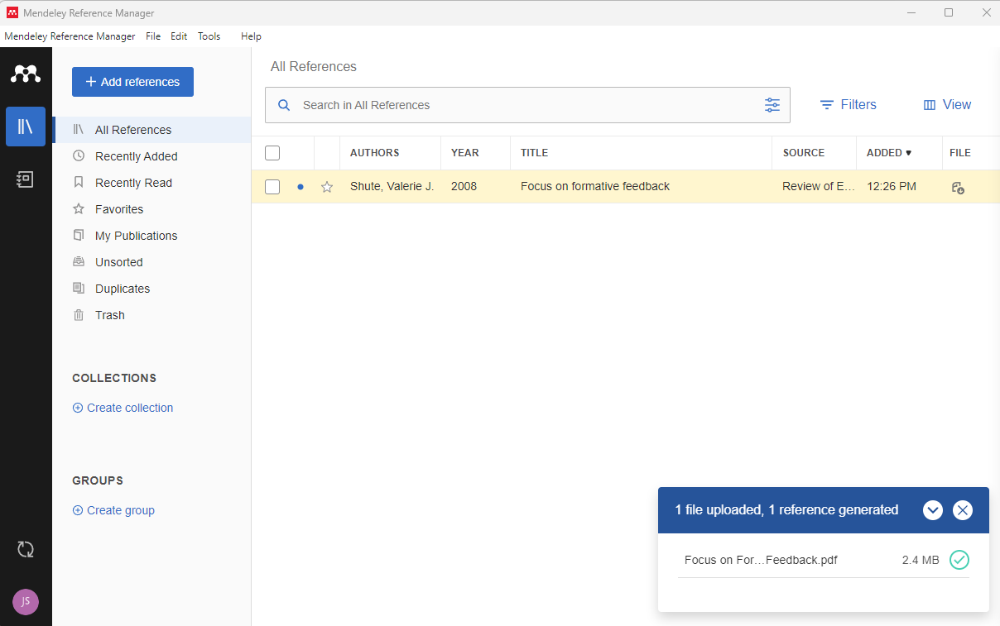 Mendeley Reference Manager
Mendeley Reference Manager File Edit Tools Help
+ Add references
All References
Recently Added
Recently Read
Favorites
My Publications
Unsorted
Duplicates
Trash
COLLECTIONS
Create collection
GROUPS
Create group
JS
All References
Search in All References
Filters
View
AUTHORS YEAR TITLE SOURCE ADDED ▼ FILE
Shute, Valerie J. 2008 Focus on formative feedback Review of E… 12:26 PM
1 file uploaded, 1 reference generated
Focus on For…Feedback.pdf 2.4 MB